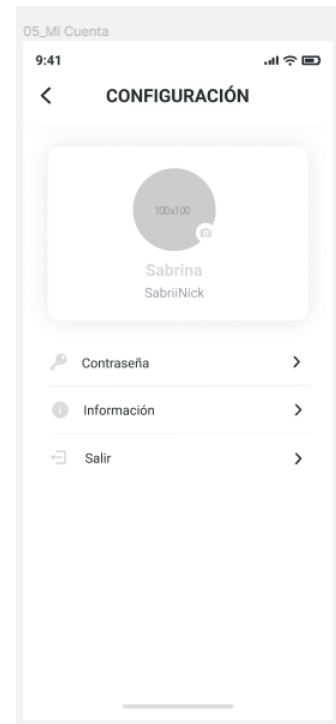 05_Mi Cuenta
9:41
CONFIGURACIÓN
100x100
Sabrina
SabriiNick
Contraseña
Información
Salir